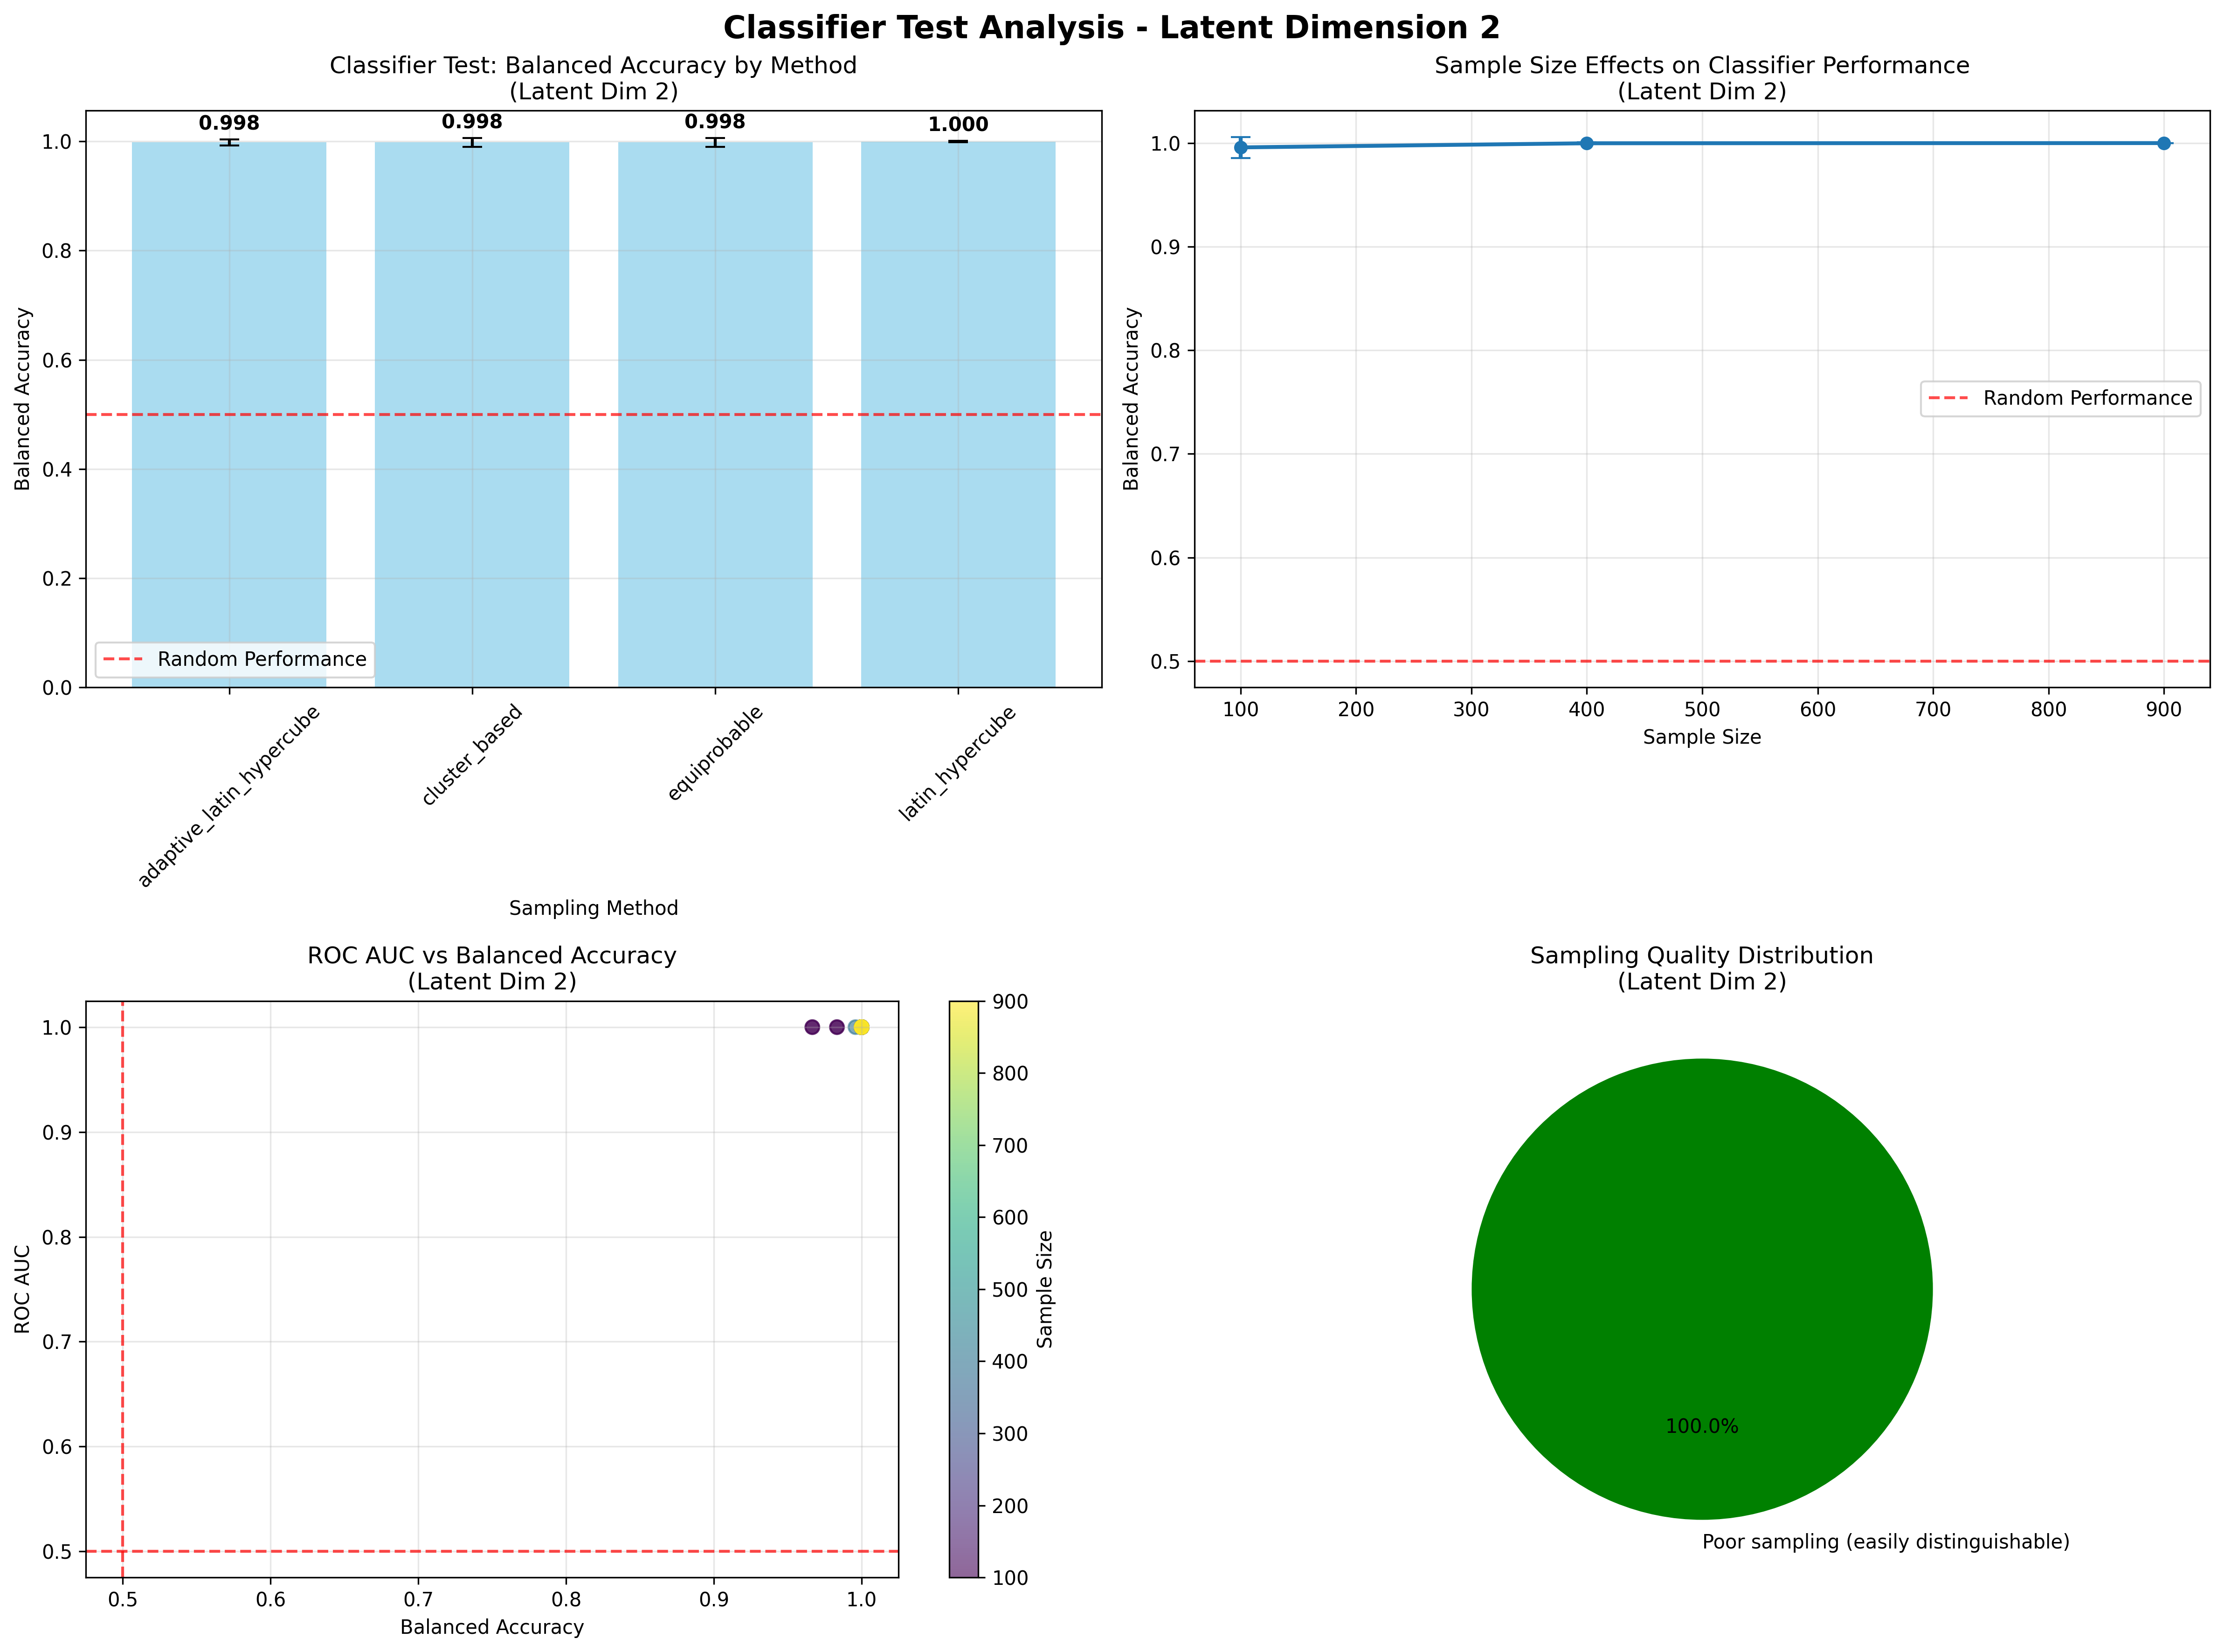 Classifier Test Analysis - Latent Dimension 2
Classifier Test: Balanced Accuracy by Method
(Latent Dim 2)
0.998
0.998
0.998
1.000
1.0
0.8
0.6
0.4
0.2
0.0
Balanced Accuracy
Random Performance
adaptive_latin_hypercube
cluster_based
equiprobable
latin_hypercube
Sampling Method
Sample Size Effects on Classifier Performance
(Latent Dim 2)
1.0
0.9
0.8
0.7
0.6
0.5
Balanced Accuracy
Random Performance
100
200
300
400
500
600
700
800
900
Sample Size
ROC AUC vs Balanced Accuracy
(Latent Dim 2)
1.0
0.9
0.8
0.7
0.6
0.5
ROC AUC
0.5
0.6
0.7
0.8
0.9
1.0
Balanced Accuracy
900
800
700
600
500
400
300
200
100
Sample Size
Sampling Quality Distribution
(Latent Dim 2)
100.0%
Poor sampling (easily distinguishable)